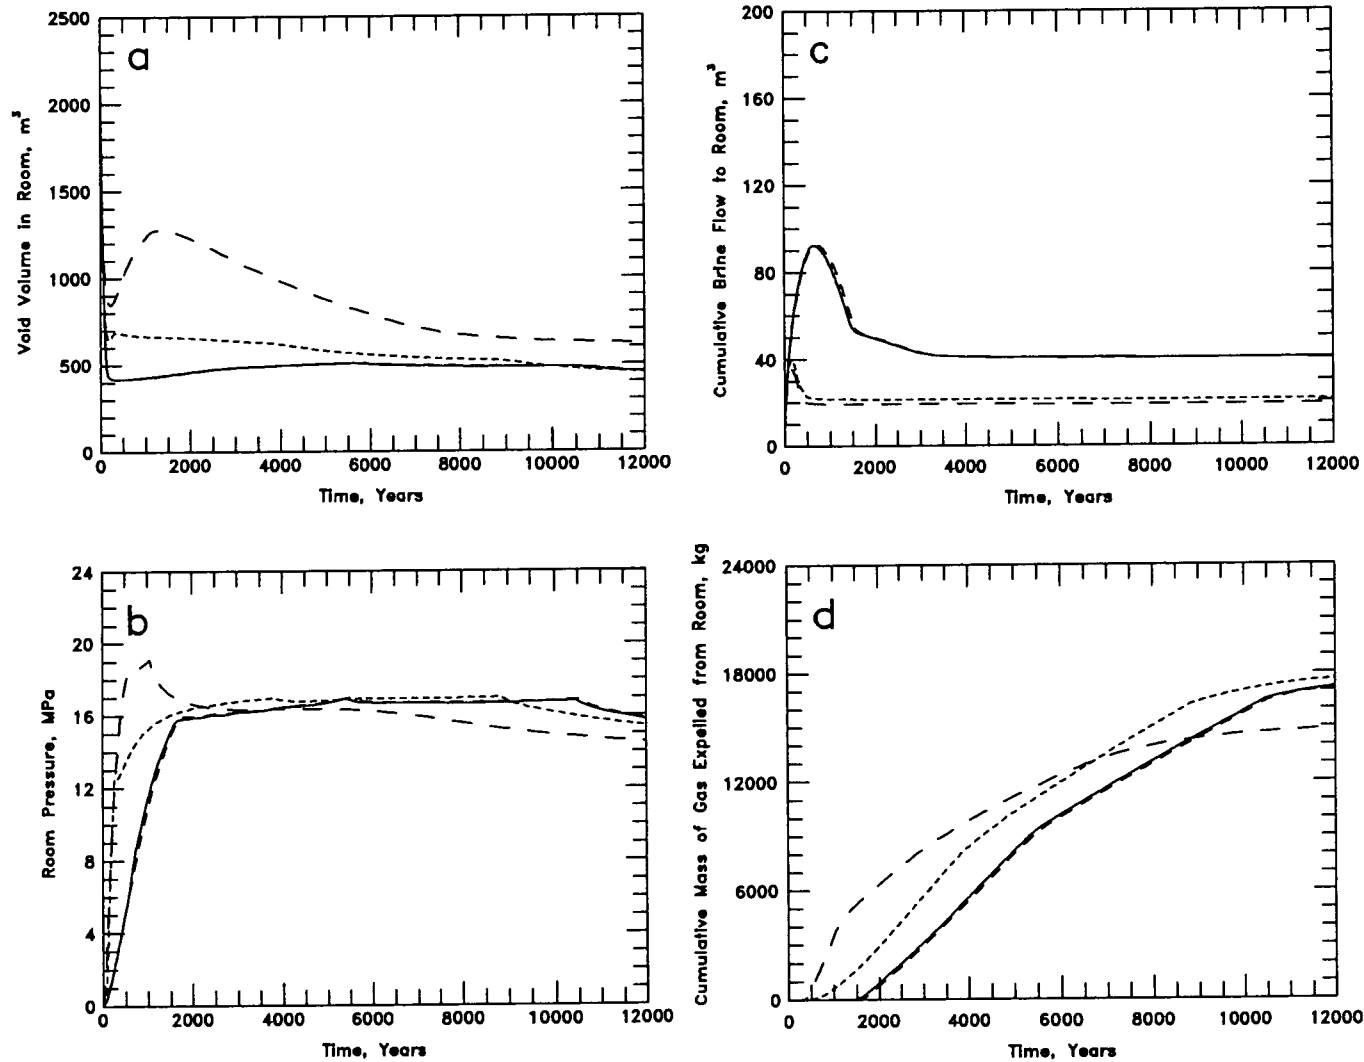 a
2500
2000
1500
1000
500
0
Void Volume in Room, m³
0 2000 4000 6000 8000 10000 12000
Time, Years
c
200
160
120
80
40
0
Cumulative Brine Flow to Room, m³
0 2000 4000 6000 8000 10000 12000
Time, Years
b
24
20
16
12
8
4
0
Room Pressure, MPa
0 2000 4000 6000 8000 10000 12000
Time, Years
d
24000
18000
12000
6000
0
Cumulative Mass of Gas Expelled from Room, kg
0 2000 4000 6000 8000 10000 12000
Time, Years